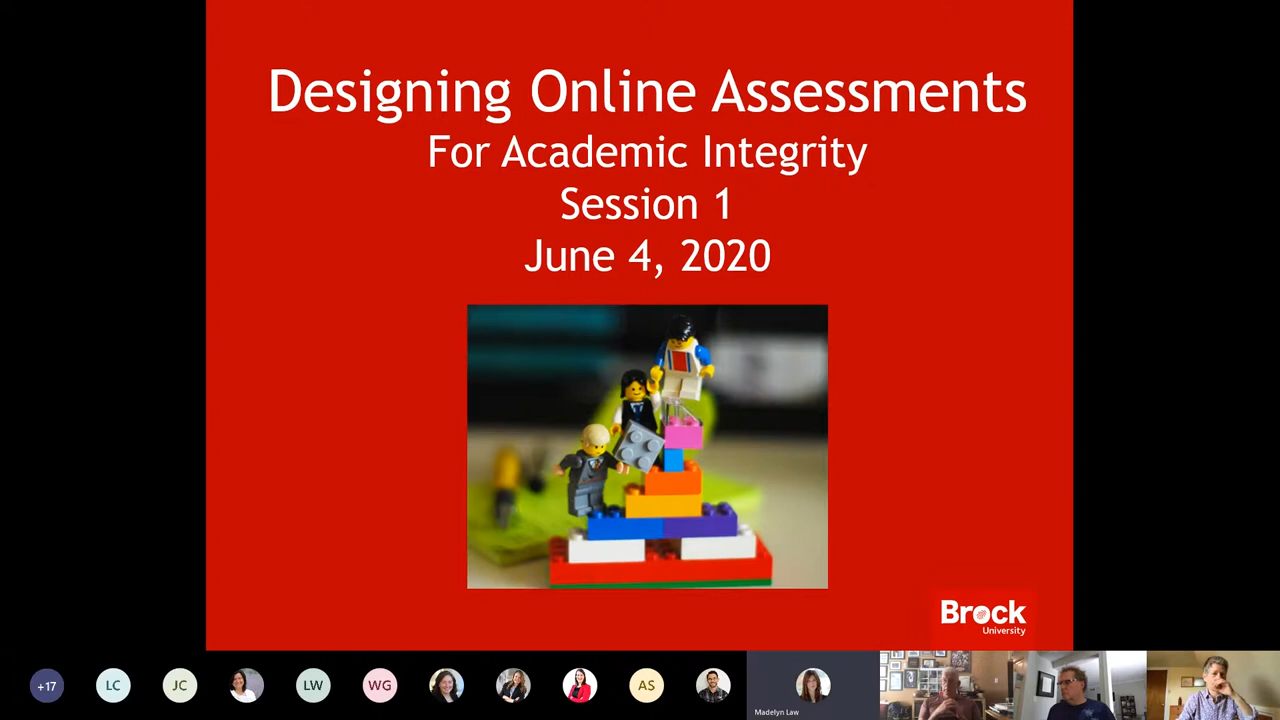 Designing Online Assessments
For Academic Integrity
Session 1
June 4, 2020
Brock
University
+17
LC
JC
LW
WG
AS
Madelyn Law